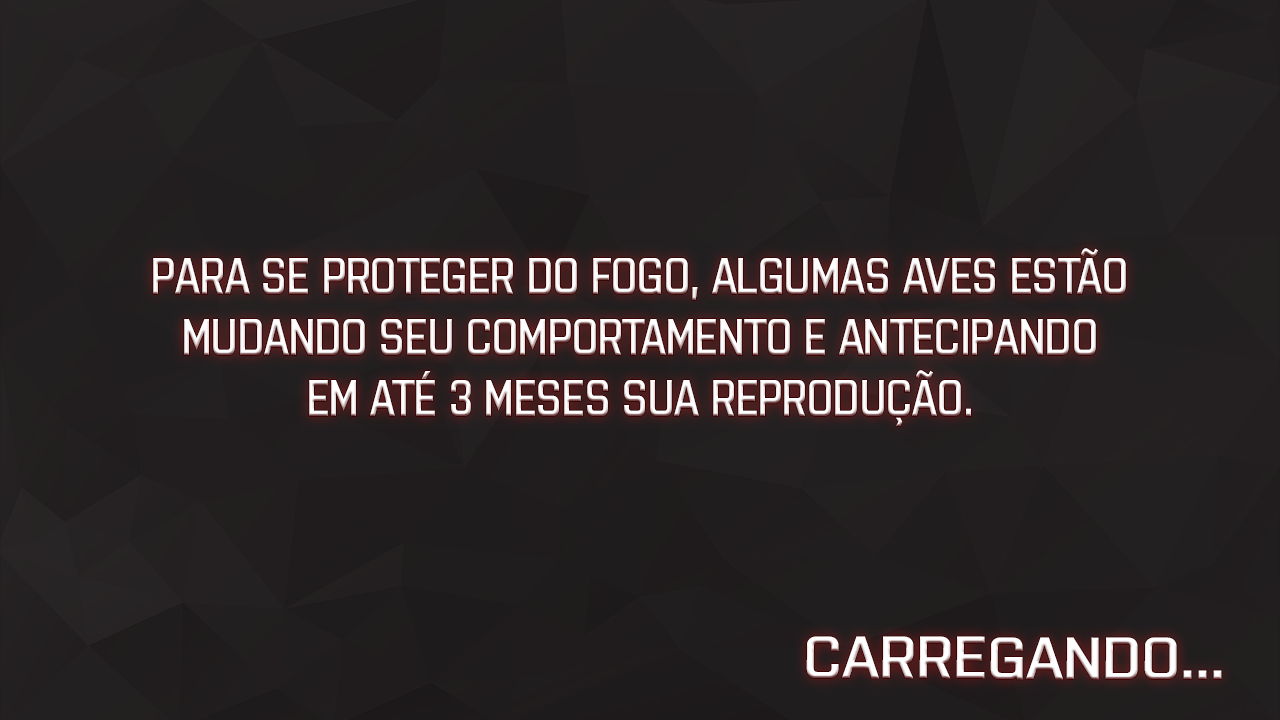 PARA SE PROTEGER DO FOGO, ALGUMAS AVES ESTÃO
MUDANDO SEU COMPORTAMENTO E ANTECIPANDO
EM ATÉ 3 MESES SUA REPRODUÇÃO.
CARREGANDO...